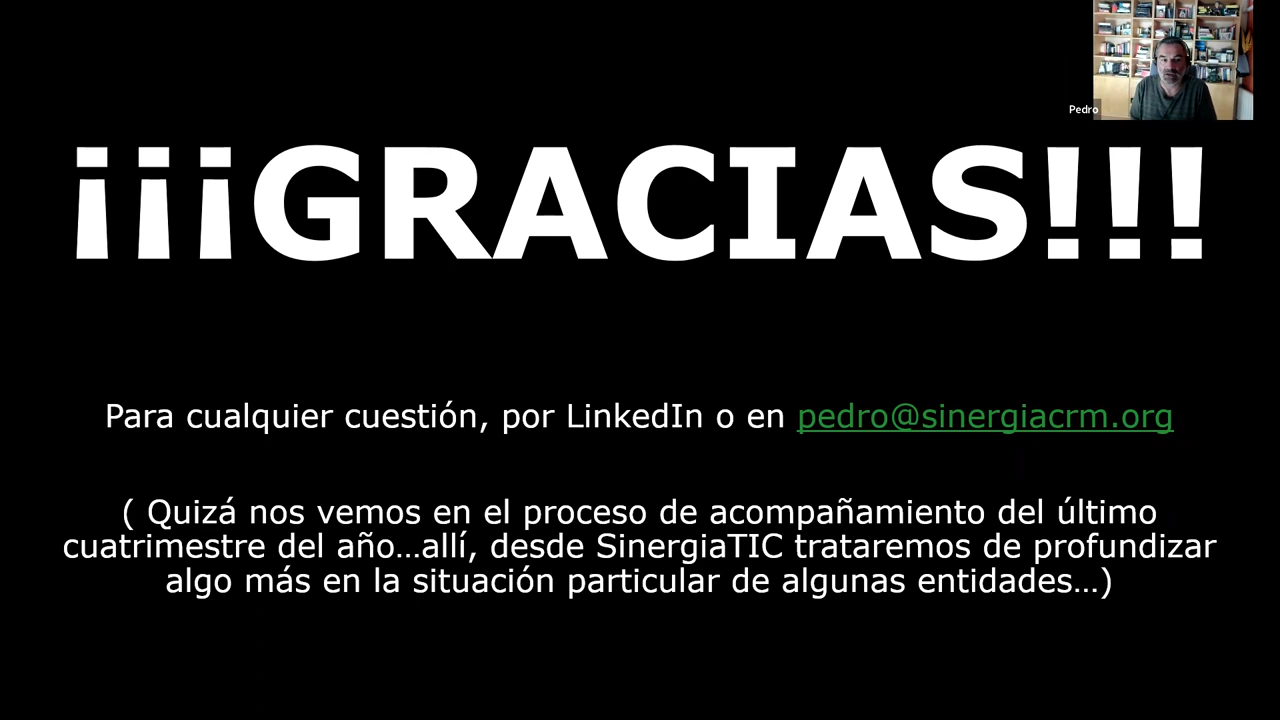 Pedro
¡¡¡GRACIAS!!!
Para cualquier cuestión, por LinkedIn o en pedro@sinergiacrm.org
( Quizá nos vemos en el proceso de acompañamiento del último
cuatrimestre del año…allí, desde SinergiaTIC trataremos de profundizar
algo más en la situación particular de algunas entidades…)